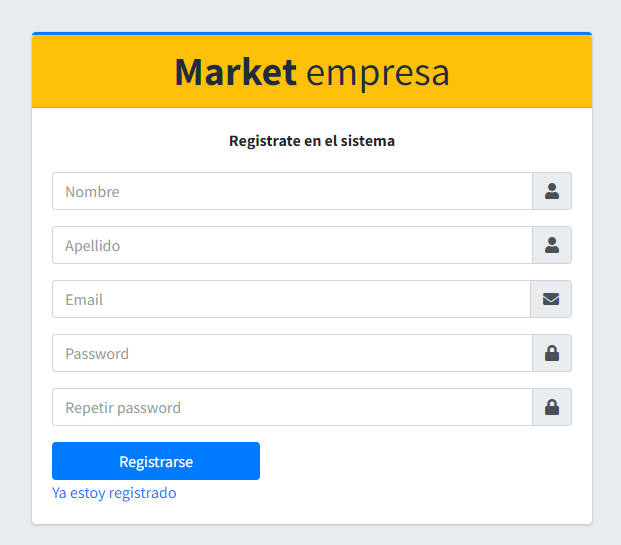 Market empresa
Registrate en el sistema
Nombre
Apellido
Email
Password
Repetir password
Registrarse
Ya estoy registrado